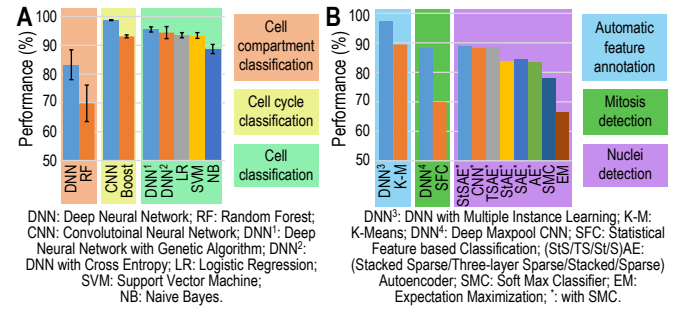 A
Performance (%)
100
90
80
70
60
50
DNN
RF
CNN
Boost
DNN¹
DNN²
LR
SVM
NB
Cell
compartment
classification
Cell cycle
classification
Cell
classification
DNN: Deep Neural Network; RF: Random Forest;
CNN: Convolutoinal Neural Network; DNN¹: Deep
Neural Network with Genetic Algorithm; DNN²:
DNN with Cross Entropy; LR: Logistic Regression;
SVM: Support Vector Machine;
NB: Naive Bayes.
B
Performance (%)
100
90
80
70
60
50
DNN³
K-M
DNN⁴
SFC
StSAE*
CNN*
TSAE*
StAE*
SAE*
AE*
SMC
EM
Automatic
feature
annotation
Mitosis
detection
Nuclei
detection
DNN³: DNN with Multiple Instance Learning; K-M:
K-Means; DNN⁴: Deep Maxpool CNN; SFC: Statistical
Feature based Classification; (StS/TS/St/S)AE:
(Stacked Sparse/Three-layer Sparse/Stacked/Sparse)
Autoencoder; SMC: Soft Max Classifier; EM:
Expectation Maximization; *: with SMC.